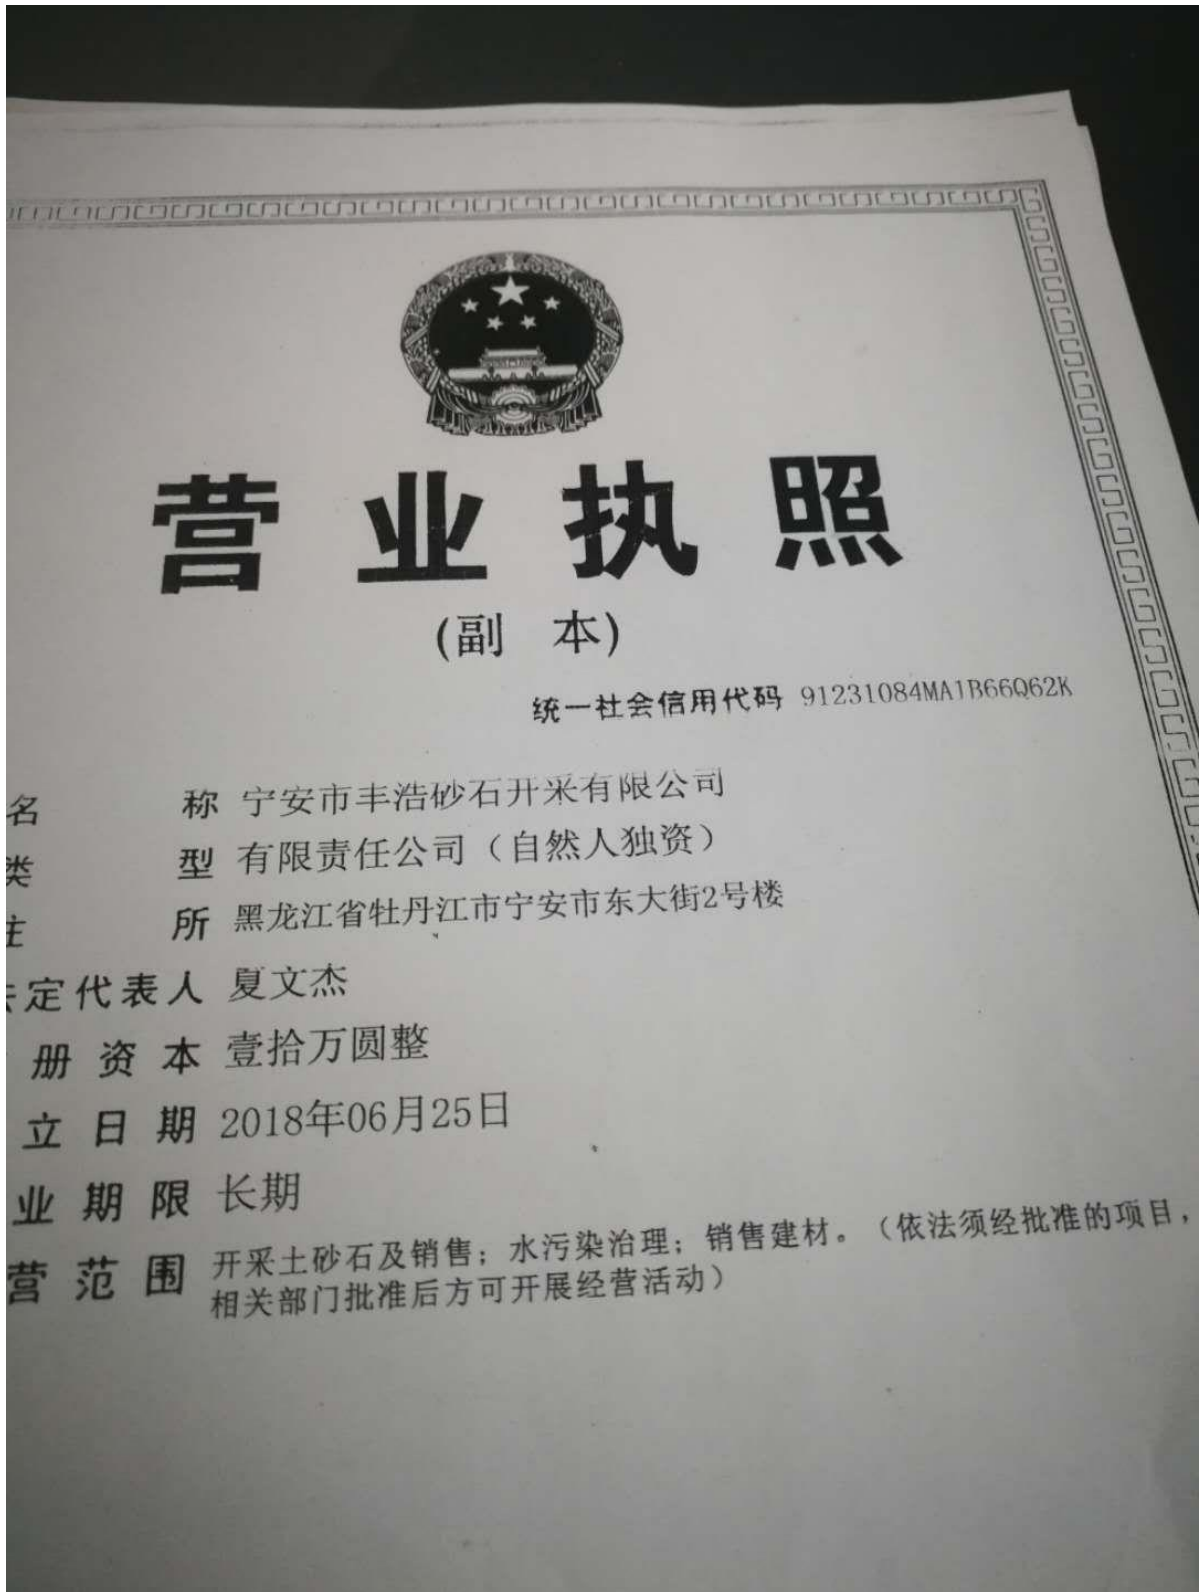 营业执照
(副 本)
统一社会信用代码 91231084MA1B66Q62K
名 称 宁安市丰浩砂石开采有限公司
类 型 有限责任公司（自然人独资）
住 所 黑龙江省牡丹江市宁安市东大街2号楼
法定代表人 夏文杰
册资本 壹拾万圆整
立日期 2018年06月25日
业期限 长期
营范围 开采土砂石及销售；水污染治理；销售建材。（依法须经批准的项目，
相关部门批准后方可开展经营活动）